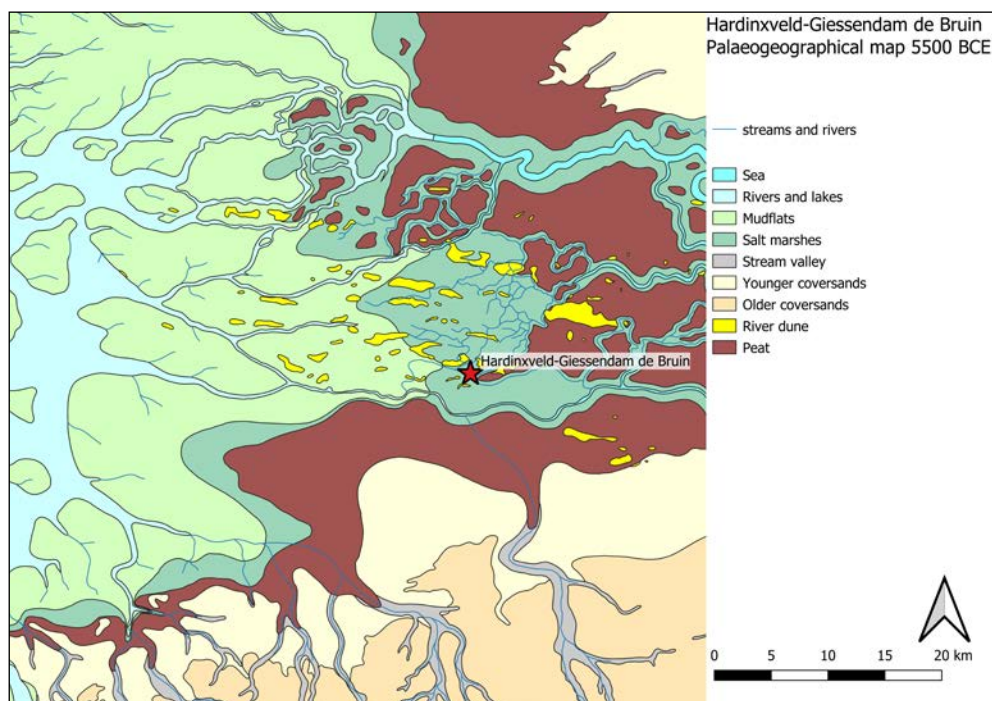 Hardinxveld-Giessendam de Bruin
Palaeogeographical map 5500 BCE
streams and rivers
Sea
Rivers and lakes
Mudflats
Salt marshes
Stream valley
Younger coversands
Older coversands
River dune
Peat
Hardinxveld-Giessendam de Bruin
0 5 10 15 20 km